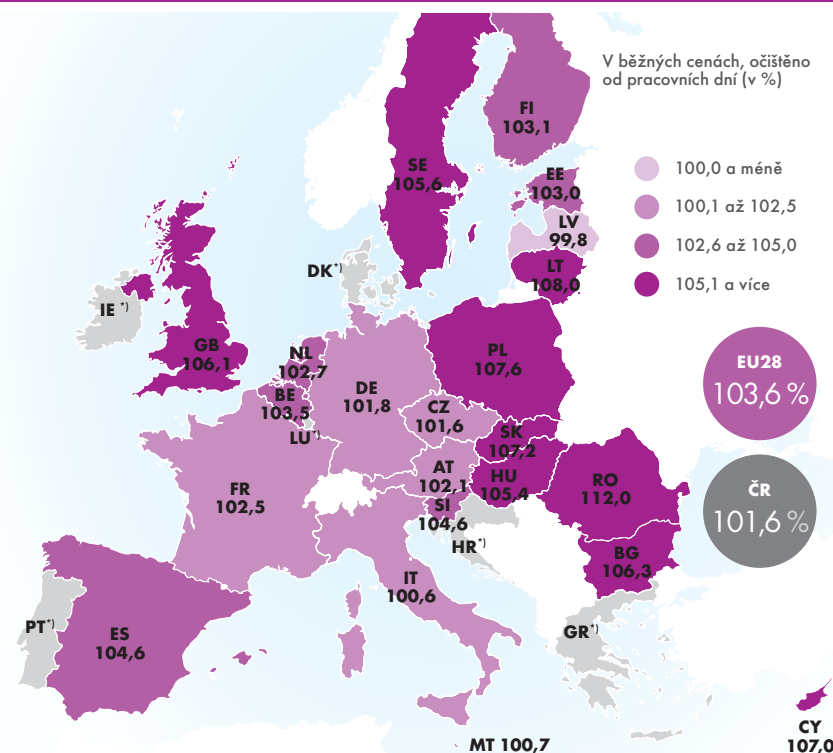 V běžných cenách, očištěno
od pracovních dní (v %)
100,0 a méně
100,1 až 102,5
102,6 až 105,0
105,1 a více
EU28
103,6 %
ČR
101,6 %
FI
103,1
SE
105,6
EE
103,0
LV
99,8
LT
108,0
DK*)
IE *)
GB
106,1
NL
102,7
BE
103,5
LU*)
DE
101,8
PL
107,6
CZ
101,6
SK
107,2
AT
102,1
HU
105,4
SI
104,6
HR*)
RO
112,0
BG
106,3
FR
102,5
IT
100,6
PT*)
ES
104,6
GR*)
MT 100,7
CY
107,0